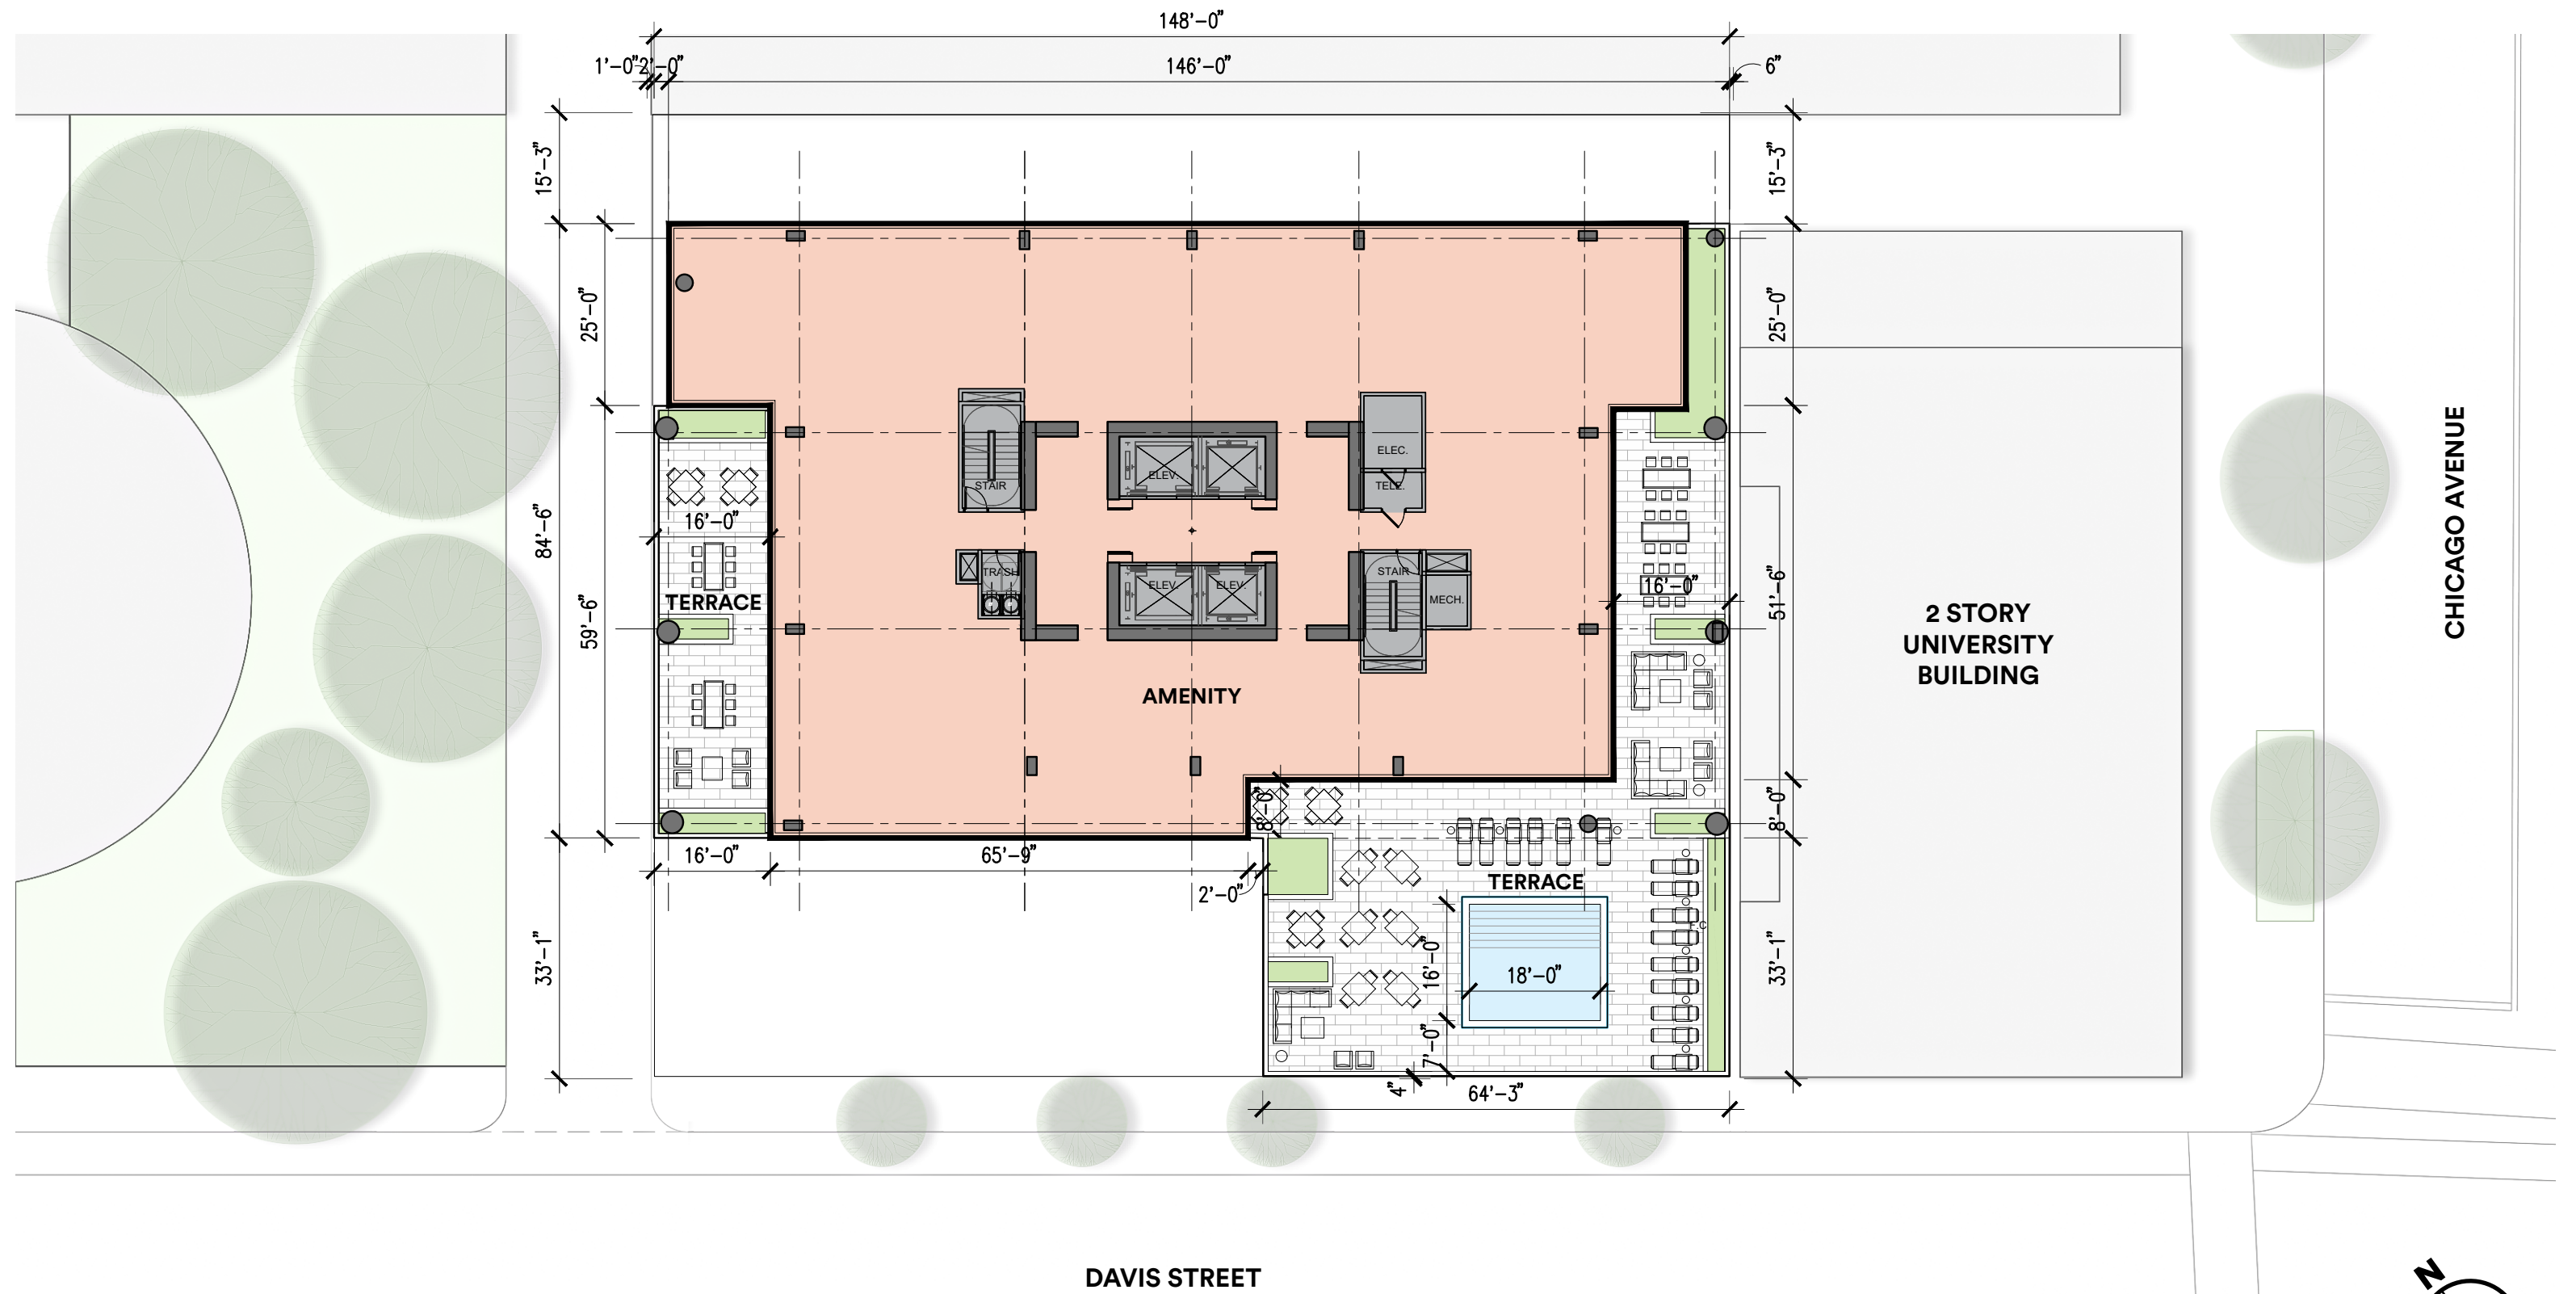 148'-0"
1'-0"
2'-0"
146'-0"
6"
15'-3"
15'-3"
25'-0"
25'-0"
ELEC.
ELEV.
STAIR
TELE.
16'-0"
84'-6"
TRASH
STAIR
ELEV.
ELEV.
16'-0"
51'-6"
MECH.
TERRACE
59'-6"
2 STORY
UNIVERSITY
BUILDING
CHICAGO AVENUE
AMENITY
8'-0"
8'-0"
16'-0"
65'-9"
2'-0"
TERRACE
33'-1"
16'-0"
18'-0"
33'-1"
7'-0"
4"
64'-3"
DAVIS STREET
N